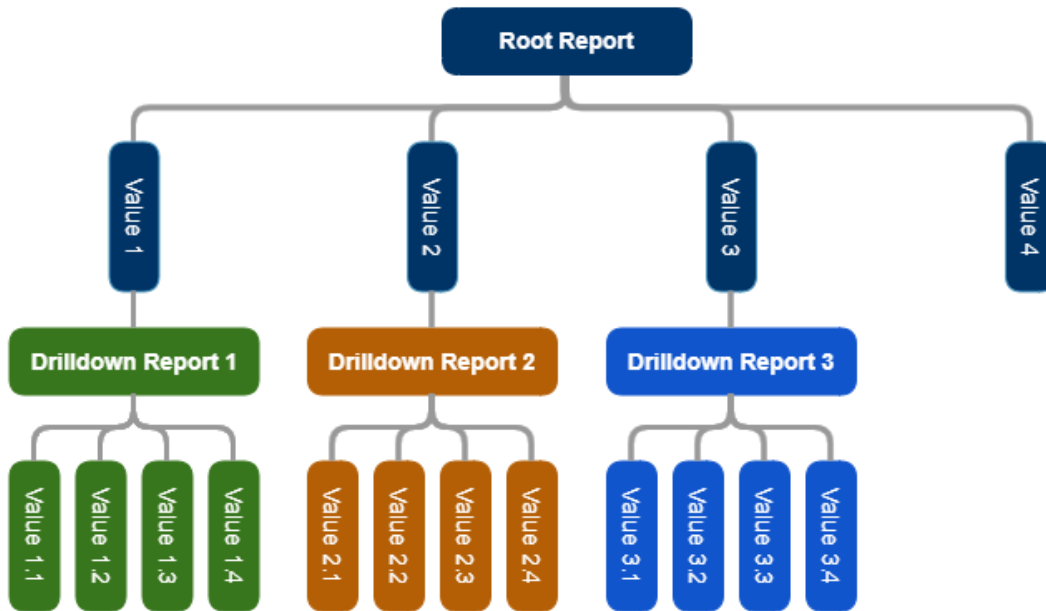 Root Report
Value 1
Value 2
Value 3
Value 4
Drilldown Report 1
Drilldown Report 2
Drilldown Report 3
Value 1,1
Value 1,2
Value 1,3
Value 1,4
Value 2,1
Value 2,2
Value 2,3
Value 2,4
Value 3,1
Value 3,2
Value 3,3
Value 3,4